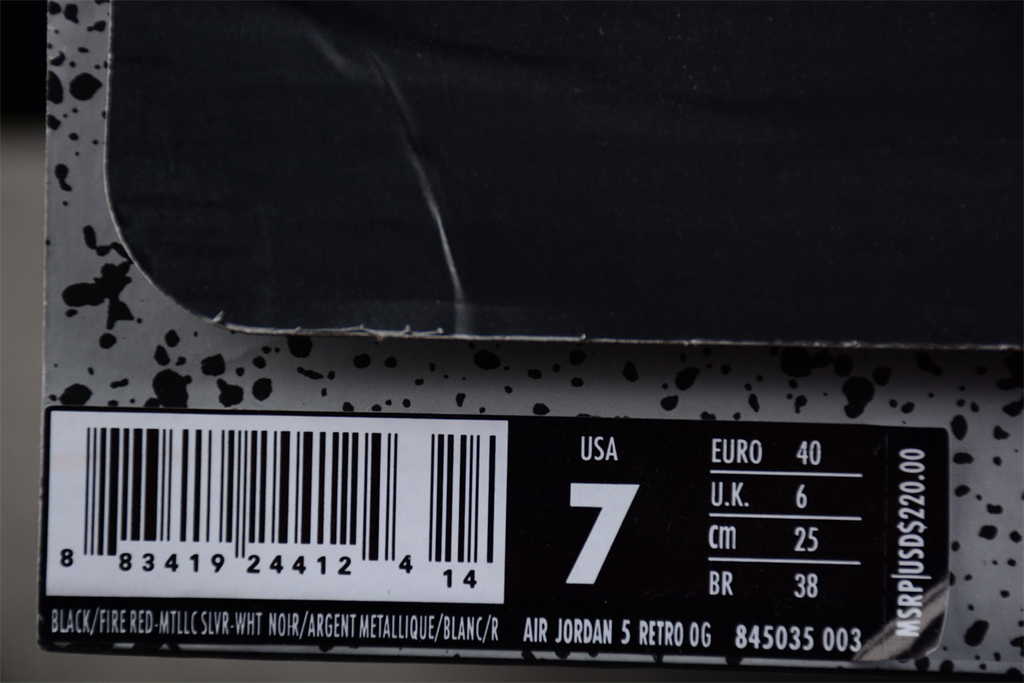 USA
7
EURO 40
U.K. 6
cm 25
BR 38
MSRP|USD$220.00
8 83419 24412 4
14
BLACK/FIRE RED-MTLLC SLVR-WHT NOIR/ARGENT METALLIQUE/BLANC/R
AIR JORDAN 5 RETRO OG 845035 003